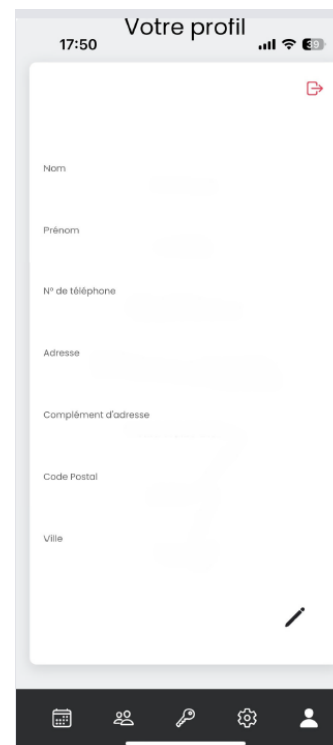 Votre profil
17:50
39
Nom
Prénom
N° de téléphone
Adresse
Complément d'adresse
Code Postal
Ville